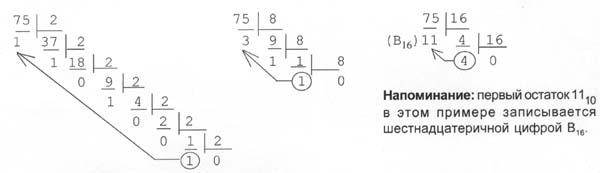 75 2 75 8 75 16
1 37 2 3 9 8 (B₁₆) 11 4 16
1 18 2 1 1 8 4 0
0 9 2 1 0
1 4 2
0 2 2
0 1 2
1 0
Напоминание: первый остаток 11₁₀
в этом примере записывается
шестнадцатеричной цифрой B₁₆.